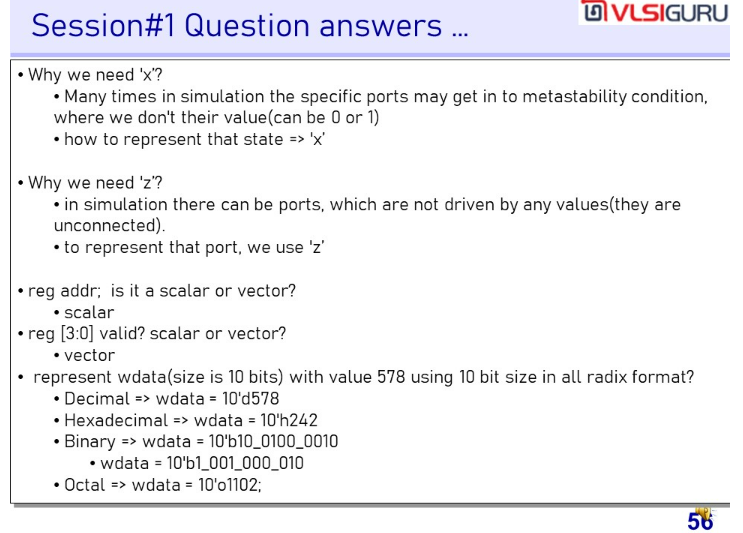 Session#1 Question answers ...
VLSIGURU
• Why we need 'x'?
• Many times in simulation the specific ports may get in to metastability condition,
where we don't their value(can be 0 or 1)
• how to represent that state => 'x'
• Why we need 'z'?
• in simulation there can be ports, which are not driven by any values(they are
unconnected).
• to represent that port, we use 'z'
• reg addr;  is it a scalar or vector?
• scalar
• reg [3:0] valid? scalar or vector?
• vector
• represent wdata(size is 10 bits) with value 578 using 10 bit size in all radix format?
• Decimal => wdata = 10'd578
• Hexadecimal => wdata = 10'h242
• Binary => wdata = 10'b10_0100_0010
• wdata = 10'b1_001_000_010
• Octal => wdata = 10'o1102;
56